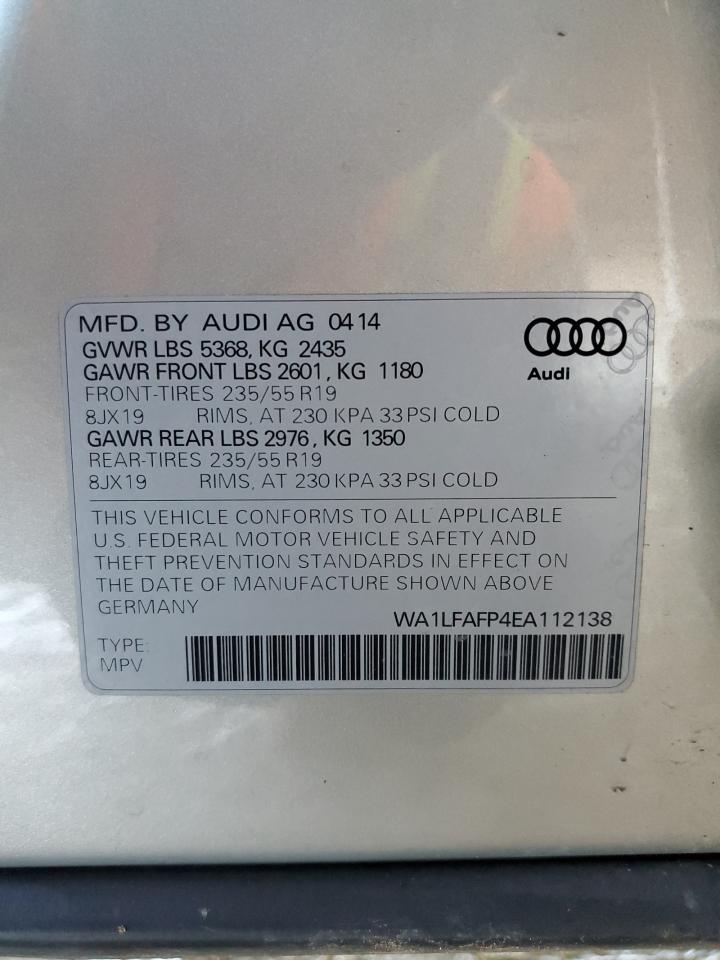 MFD. BY AUDI AG 0414
GVWR LBS 5368, KG 2435
GAWR FRONT LBS 2601, KG 1180
FRONT-TIRES 235/55 R19
8JX19 RIMS, AT 230 KPA 33 PSI COLD
GAWR REAR LBS 2976, KG 1350
REAR-TIRES 235/55 R19
8JX19 RIMS, AT 230 KPA 33 PSI COLD
Audi
THIS VEHICLE CONFORMS TO ALL APPLICABLE
U.S. FEDERAL MOTOR VEHICLE SAFETY AND
THEFT PREVENTION STANDARDS IN EFFECT ON
THE DATE OF MANUFACTURE SHOWN ABOVE
GERMANY
WA1LFAFP4EA112138
TYPE:
MPV